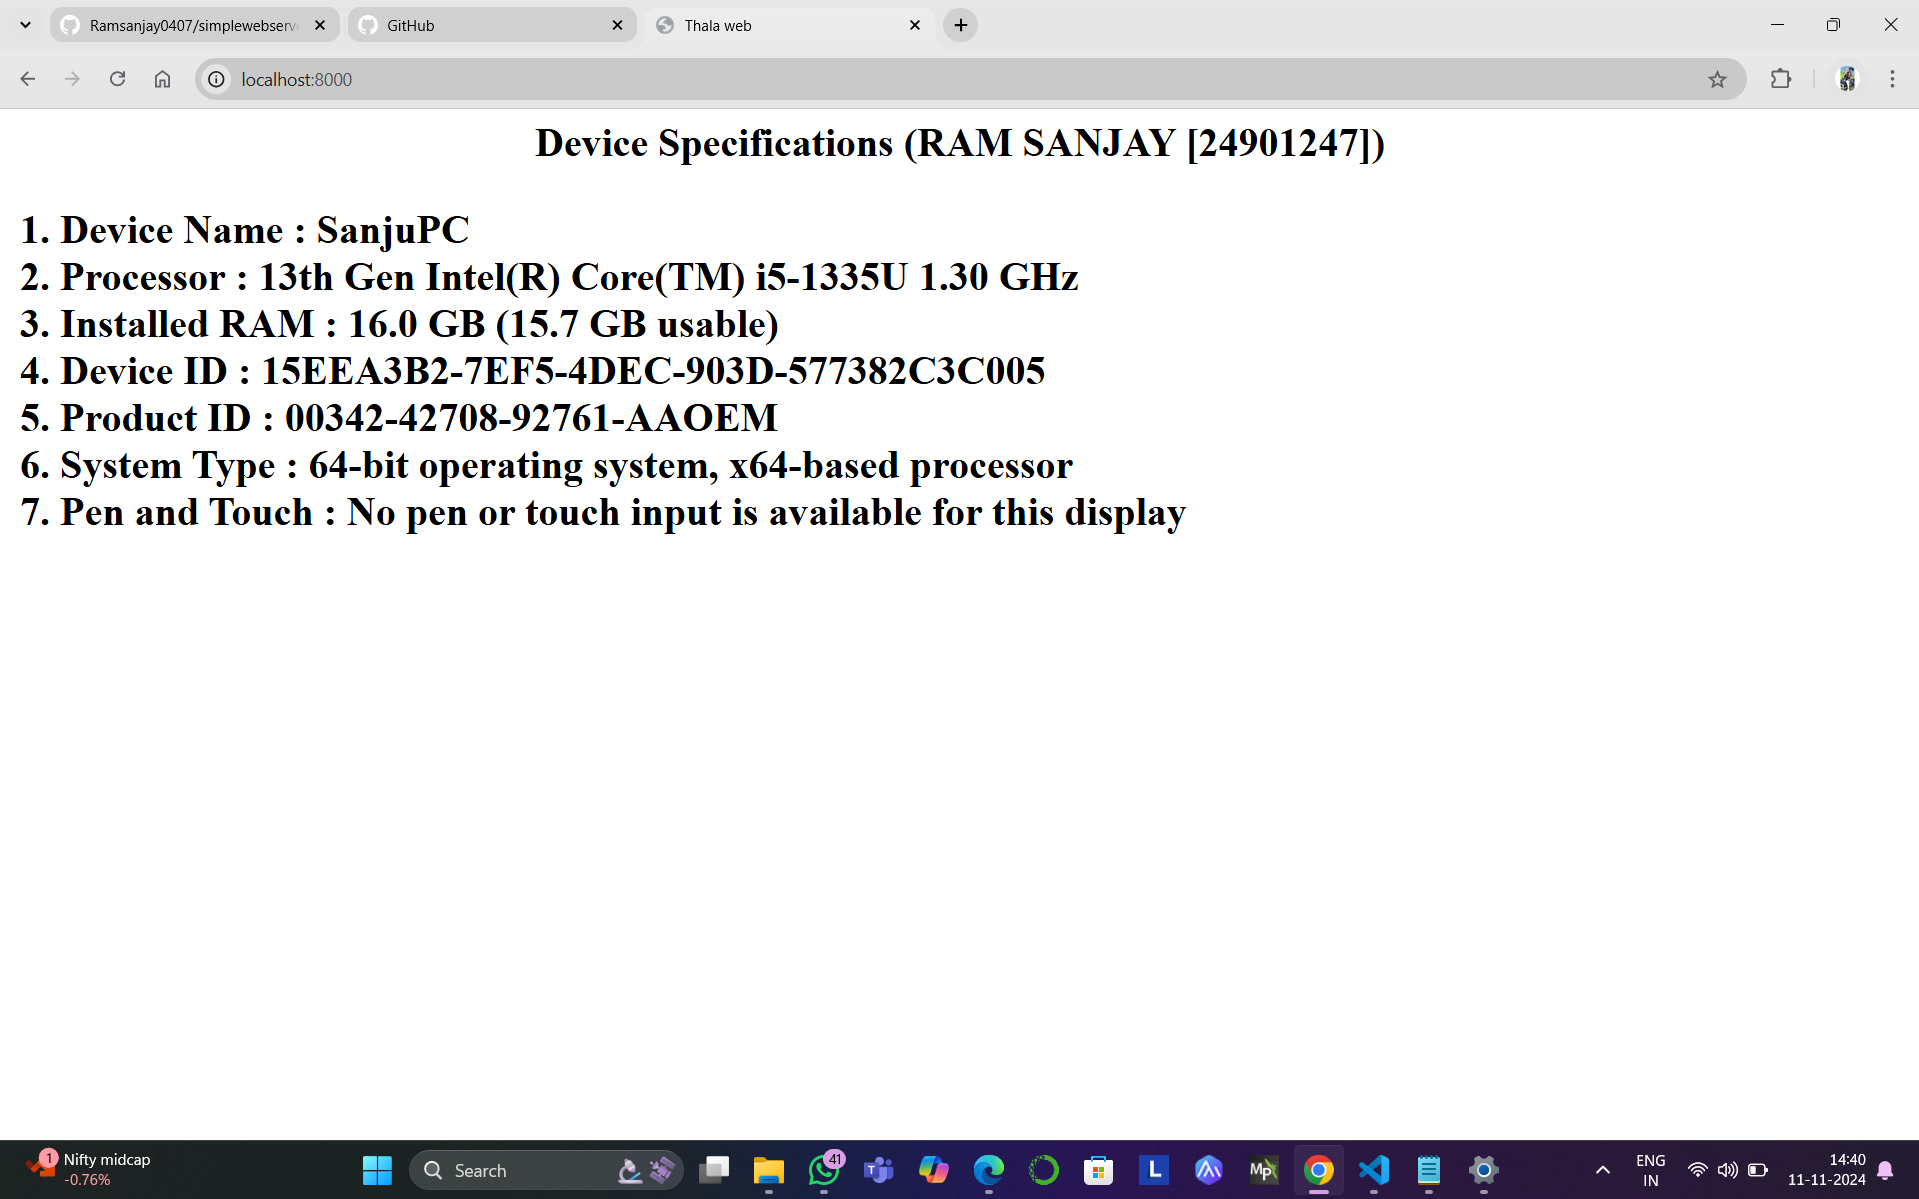 Ramsanjay0407/simplewebserv
GitHub
Thala web
localhost:8000
Device Specifications (RAM SANJAY [24901247])
1. Device Name : SanjuPC
2. Processor : 13th Gen Intel(R) Core(TM) i5-1335U 1.30 GHz
3. Installed RAM : 16.0 GB (15.7 GB usable)
4. Device ID : 15EEA3B2-7EF5-4DEC-903D-577382C3C005
5. Product ID : 00342-42708-92761-AAOEM
6. System Type : 64-bit operating system, x64-based processor
7. Pen and Touch : No pen or touch input is available for this display
1
Nifty midcap
-0.76%
Search
41
T
L
Mp
ENG
IN
14:40
11-11-2024